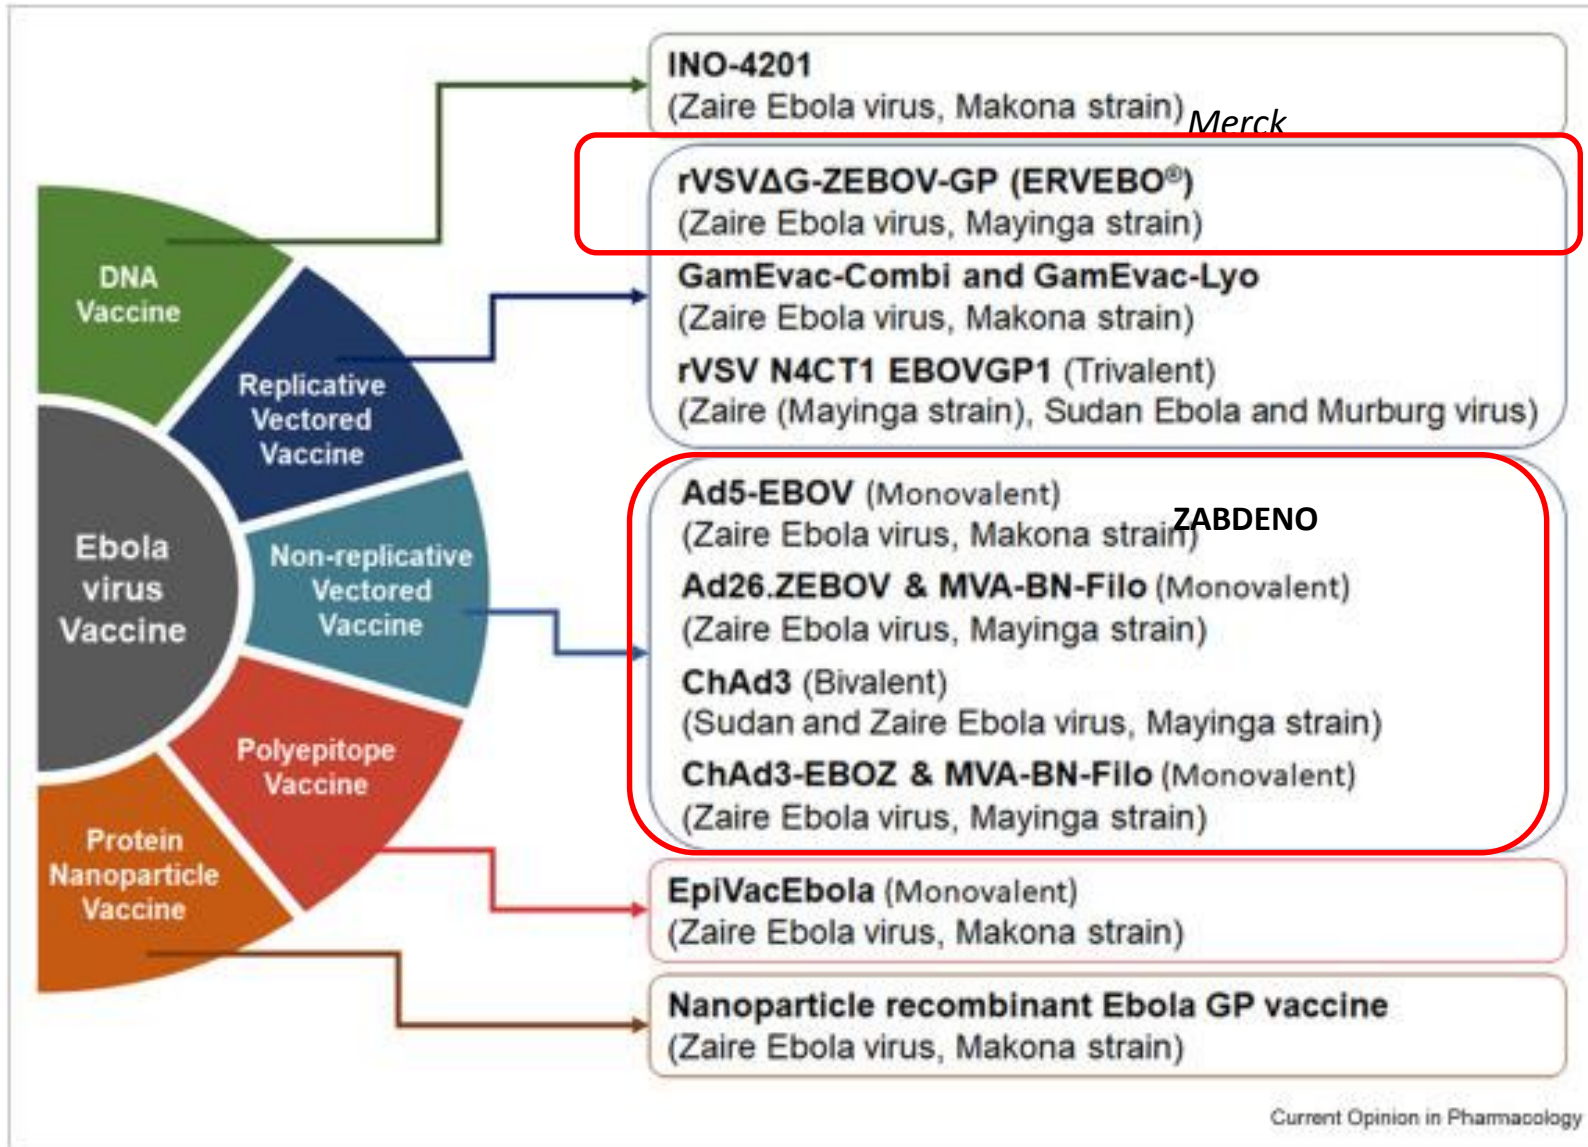 INO-4201
(Zaire Ebola virus, Makona strain)
Merck
rVSVΔG-ZEBOV-GP (ERVEBO®)
(Zaire Ebola virus, Mayinga strain)
GamEvac-Combi and GamEvac-Lyo
(Zaire Ebola virus, Makona strain)
rVSV N4CT1 EBOVGP1 (Trivalent)
(Zaire (Mayinga strain), Sudan Ebola and Murburg virus)
Ad5-EBOV (Monovalent)
(Zaire Ebola virus, Makona strain)
ZABDENO
Ad26.ZEBOV & MVA-BN-Filo (Monovalent)
(Zaire Ebola virus, Mayinga strain)
ChAd3 (Bivalent)
(Sudan and Zaire Ebola virus, Mayinga strain)
ChAd3-EBOZ & MVA-BN-Filo (Monovalent)
(Zaire Ebola virus, Mayinga strain)
EpiVacEbola (Monovalent)
(Zaire Ebola virus, Makona strain)
Nanoparticle recombinant Ebola GP vaccine
(Zaire Ebola virus, Makona strain)
DNA
Vaccine
Replicative
Vectored
Vaccine
Non-replicative
Vectored
Vaccine
Polyepitope
Vaccine
Protein
Nanoparticle
Vaccine
Ebola
virus
Vaccine
Current Opinion in Pharmacology